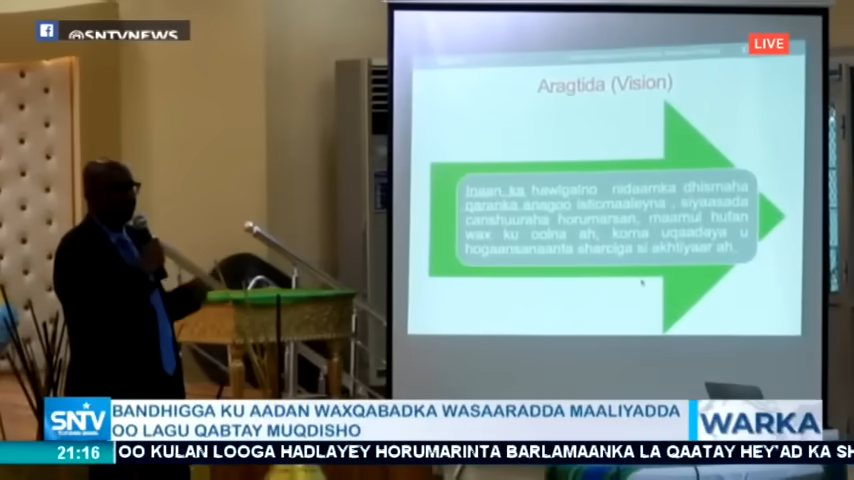 @SNTVNEWS
LIVE
Aragtida (Vision)
Inaan ka hawlgalno nidaamka dhismaha
qaranka anagoo isticmaaleyna , siyaasada
canshuuraha horumarsan, maamul hufan
wax ku oolna ah, koma uqaadaya u
hogaansanaanta sharciga si akhtiyaar ah.
SNTV
BANDHIGGA KU AADAN WAXQABADKA WASAARADDA MAALIYADDA
OO LAGU QABTAY MUQDISHO
WARKA
21:16
OO KULAN LOOGA HADLAYEY HORUMARINTA BARLAMAANKA LA QAATAY HEY'AD KA SH